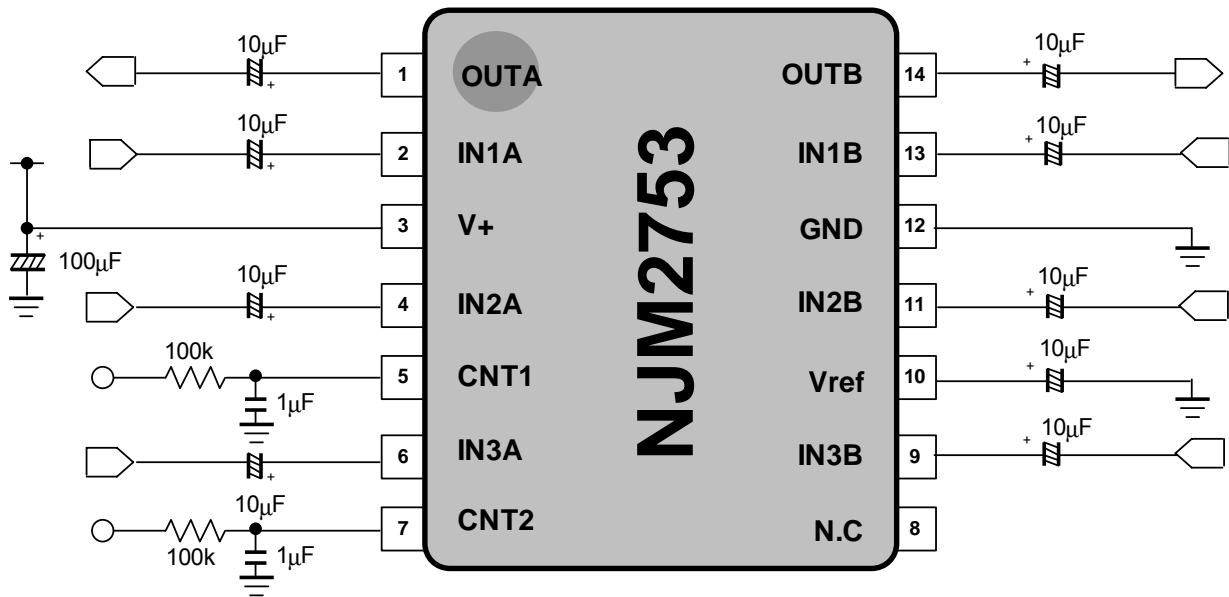 10μF
10μF
1
OUTA
OUTB
14
+
+
10μF
10μF
2
IN1A
IN1B
13
+
+
3
V+
GND
12
+
100μF
10μF
10μF
4
IN2A
IN2B
11
+
+
100k
10μF
5
CNT1
Vref
10
+
1μF
10μF
6
IN3A
IN3B
9
+
+
10μF
7
CNT2
N.C
8
100k
1μF
NJM2753